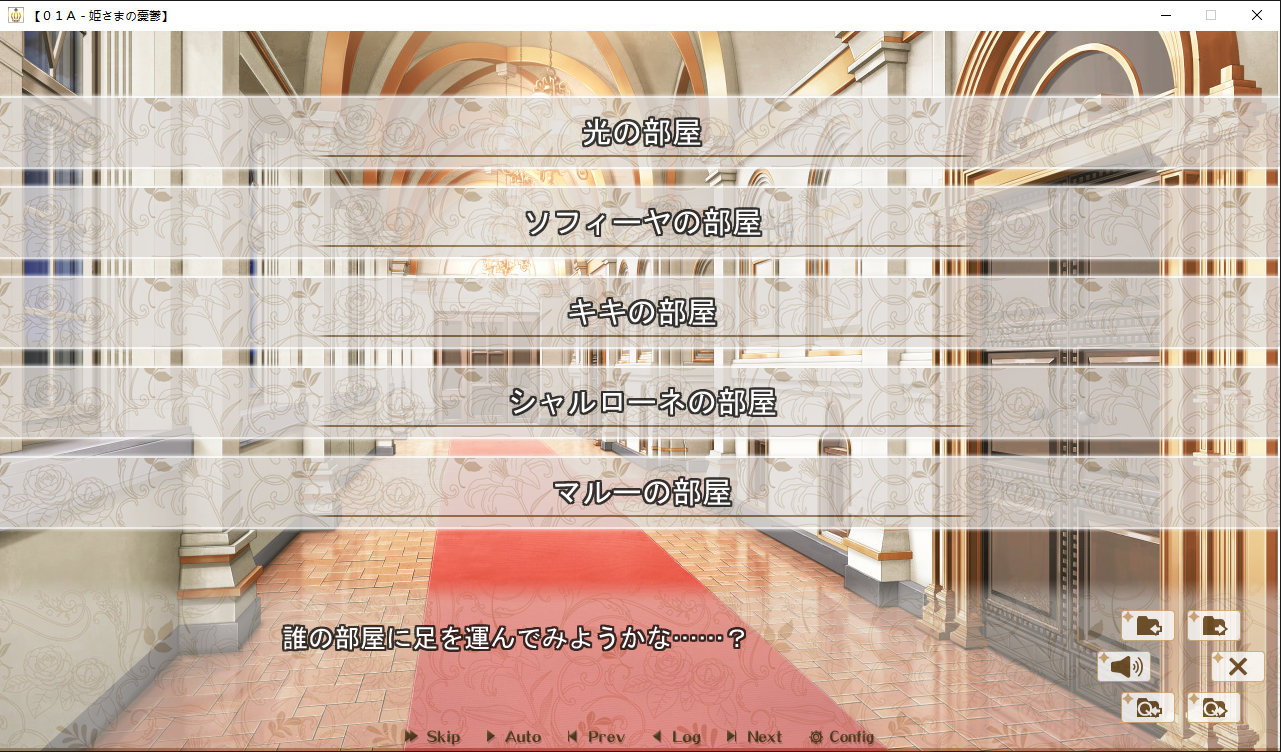 【０１Ａ - 姫さまの憂鬱】
光の部屋
ソフィーヤの部屋
キキの部屋
シャルローネの部屋
マルーの部屋
誰の部屋に足を運んでみようかな……？
Skip Auto Prev Log Next Config